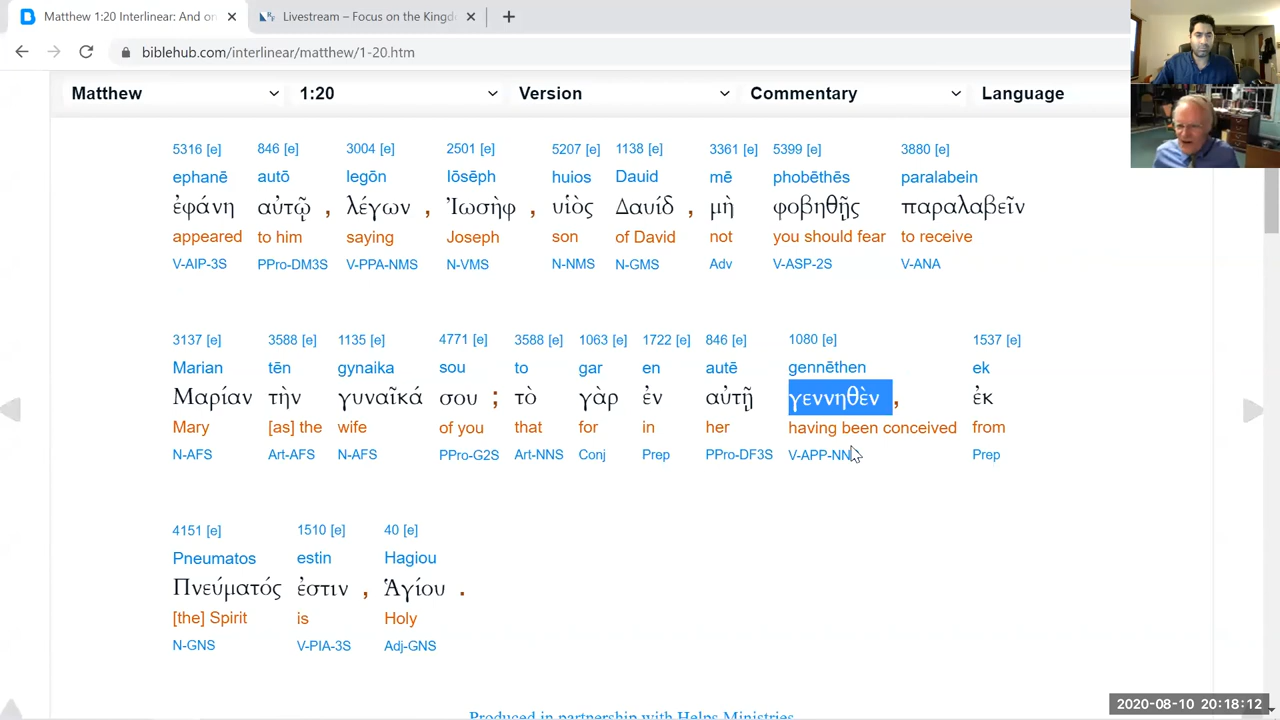 Matthew 1:20 Interlinear: And on
Livestream – Focus on the Kingd
biblehub.com/interlinear/matthew/1-20.htm
Matthew 1:20 Version Commentary Language
5316 [e] 846 [e] 3004 [e] 2501 [e] 5207 [e] 1138 [e] 3361 [e] 5399 [e] 3880 [e]
ephanē autō legōn Iōsēph huios Dauid mē phobēthēs paralabein
ἐφάνη αὐτῷ , λέγων , Ἰωσὴφ , υἱὸς Δαυίδ , μὴ φοβηθῇς παραλαβεῖν
appeared to him saying Joseph son of David not you should fear to receive
V-AIP-3S PPro-DM3S V-PPA-NMS N-VMS N-NMS N-GMS Adv V-ASP-2S V-ANA
3137 [e] 3588 [e] 1135 [e] 4771 [e] 3588 [e] 1063 [e] 1722 [e] 846 [e] 1080 [e] 1537 [e]
Marian tēn gynaika sou to gar en autē gennēthen ek
Μαρίαν τὴν γυναῖκά σου ; τὸ γὰρ ἐν αὐτῇ γεννηθὲν , ἐκ
Mary [as] the wife of you that for in her having been conceived from
N-AFS Art-AFS N-AFS PPro-G2S Art-NNS Conj Prep PPro-DF3S V-APP-NN Prep
4151 [e] 1510 [e] 40 [e]
Pneumatos estin Hagiou
Πνεύματός ἐστιν , Ἁγίου .
[the] Spirit is Holy
N-GNS V-PIA-3S Adj-GNS
Produced in partnership with Helps Ministries
2020-08-10 20:18:12